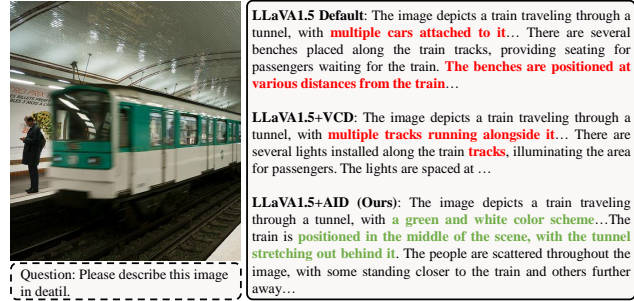 Question: Please describe this image
in deatil.
LLaVA1.5 Default: The image depicts a train traveling through a
tunnel, with multiple cars attached to it… There are several
benches placed along the train tracks, providing seating for
passengers waiting for the train. The benches are positioned at
various distances from the train…
LLaVA1.5+VCD: The image depicts a train traveling through a
tunnel, with multiple tracks running alongside it… There are
several lights installed along the train tracks, illuminating the area
for passengers. The lights are spaced at …
LLaVA1.5+AID (Ours): The image depicts a train traveling
through a tunnel, with a green and white color scheme…The
train is positioned in the middle of the scene, with the tunnel
stretching out behind it. The people are scattered throughout the
image, with some standing closer to the train and others further
away…